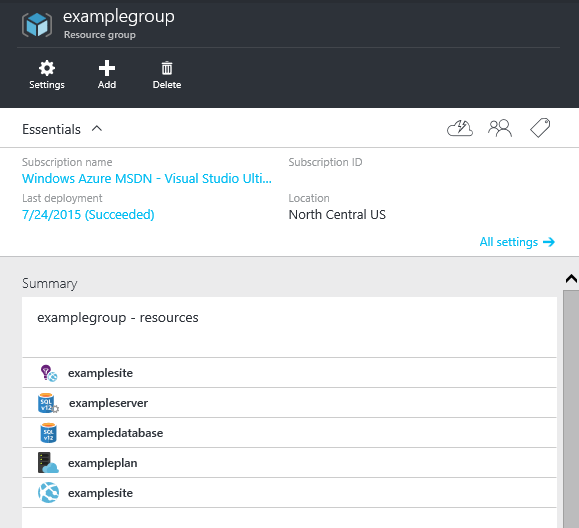 examplegroup
Resource group
Settings Add Delete
Essentials
Subscription name Subscription ID
Windows Azure MSDN - Visual Studio Ulti...
Last deployment Location
7/24/2015 (Succeeded) North Central US
All settings
Summary
examplegroup - resources
examplesite
SQL v12 exampleserver
SQL v12 exampledatabase
exampleplan
examplesite